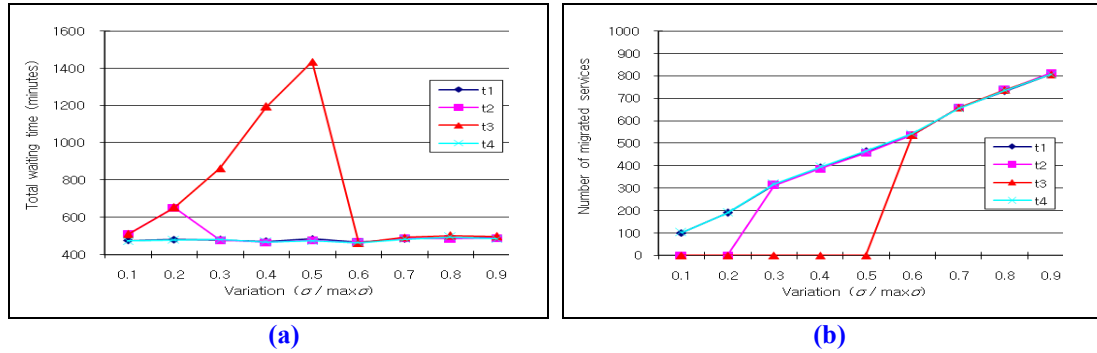 Total waiting time (minutes)
1600
1400
1200
1000
800
600
400
0.1 0.2 0.3 0.4 0.5 0.6 0.7 0.8 0.9
Variation (σ / maxσ)
t1
t2
t3
t4
(a)
Number of migrated services
1000
900
800
700
600
500
400
300
200
100
0
0.1 0.2 0.3 0.4 0.5 0.6 0.7 0.8 0.9
Variation (σ / maxσ)
t1
t2
t3
t4
(b)